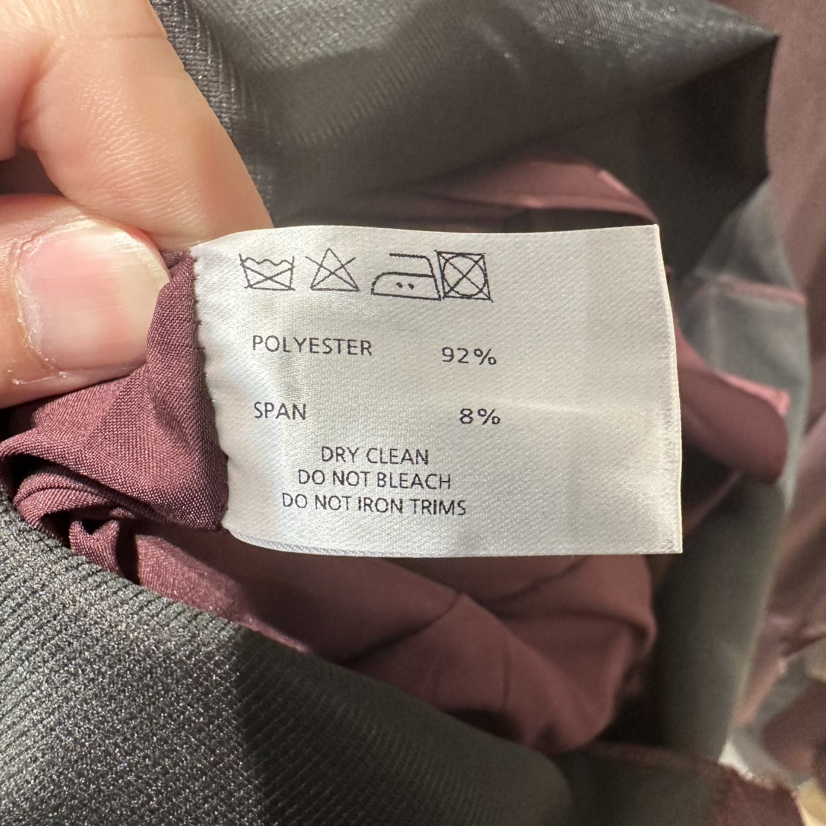 POLYESTER 92%
SPAN 8%
DRY CLEAN
DO NOT BLEACH
DO NOT IRON TRIMS